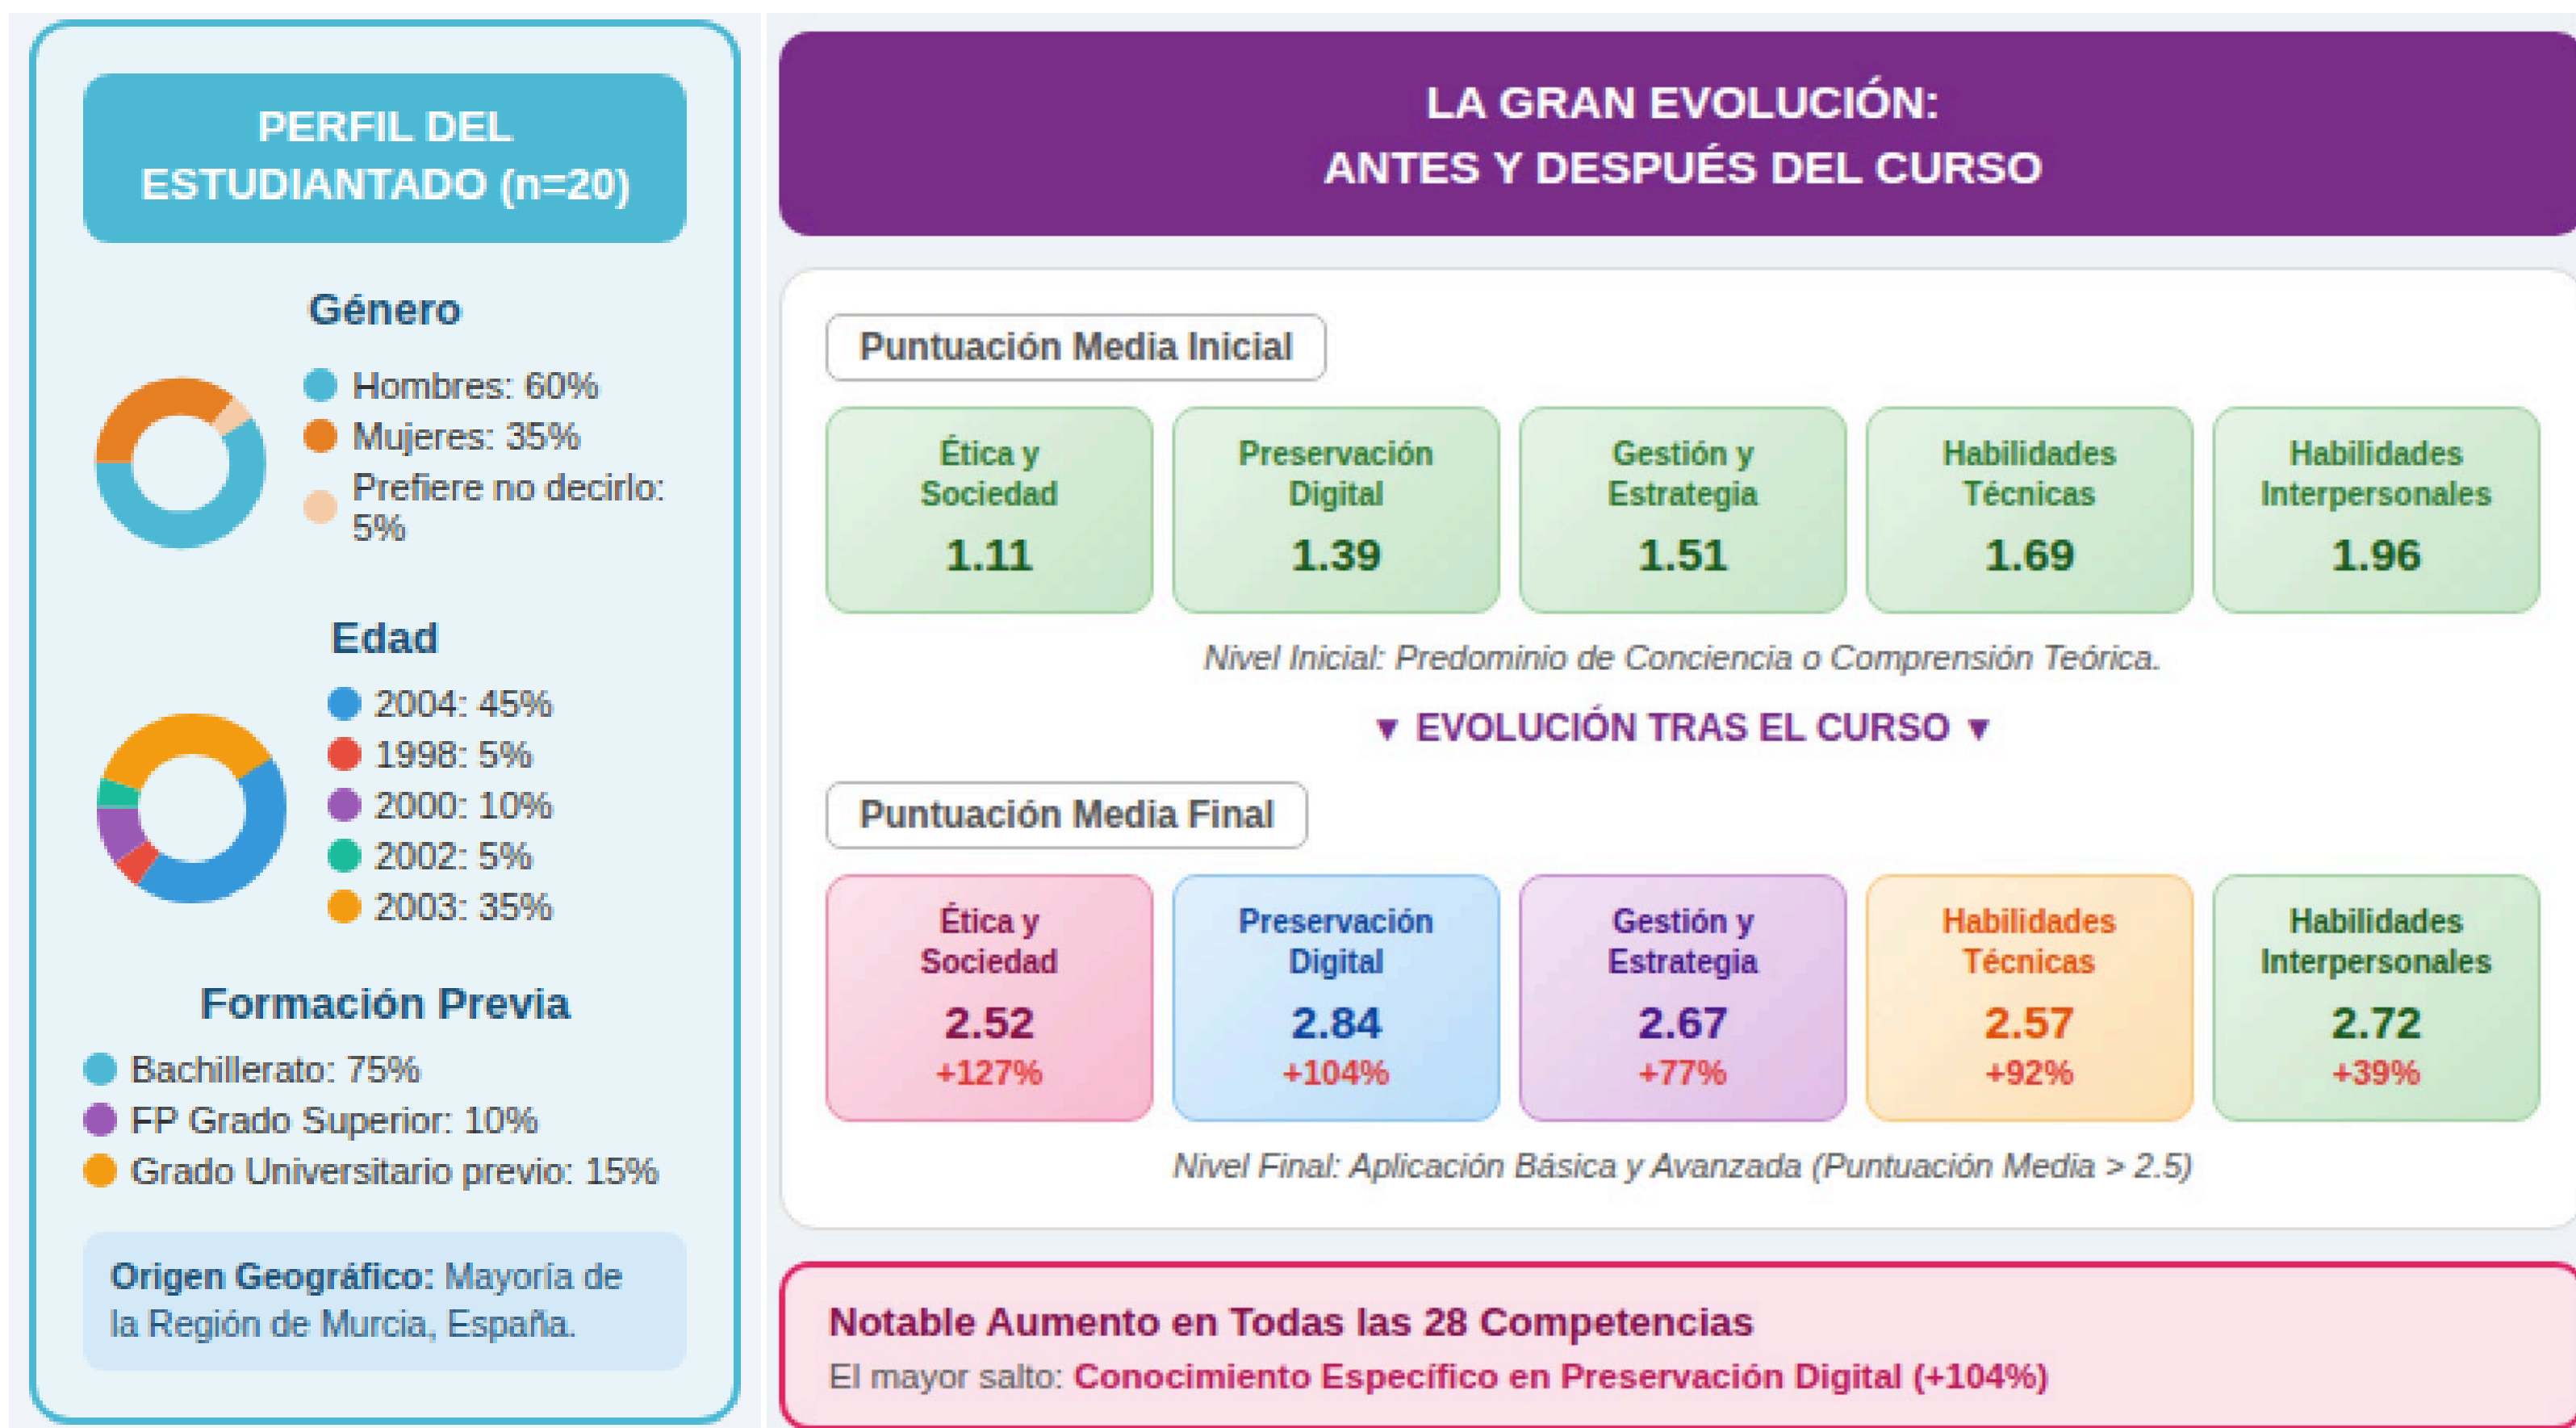 PERFIL DEL
ESTUDIANTADO (n=20)
Género
Hombres: 60%
Mujeres: 35%
Prefiere no decirlo:
5%
Edad
2004: 45%
1998: 5%
2000: 10%
2002: 5%
2003: 35%
Formación Previa
Bachillerato: 75%
FP Grado Superior: 10%
Grado Universitario previo: 15%
Origen Geográfico: Mayoría de
la Región de Murcia, España.
LA GRAN EVOLUCIÓN:
ANTES Y DESPUÉS DEL CURSO
Puntuación Media Inicial
Ética y
Sociedad
1.11
Preservación
Digital
1.39
Gestión y
Estrategia
1.51
Habilidades
Técnicas
1.69
Habilidades
Interpersonales
1.96
Nivel Inicial: Predominio de Conciencia o Comprensión Teórica.
▼ EVOLUCIÓN TRAS EL CURSO ▼
Puntuación Media Final
Ética y
Sociedad
2.52
+127%
Preservación
Digital
2.84
+104%
Gestión y
Estrategia
2.67
+77%
Habilidades
Técnicas
2.57
+92%
Habilidades
Interpersonales
2.72
+39%
Nivel Final: Aplicación Básica y Avanzada (Puntuación Media > 2.5)
Notable Aumento en Todas las 28 Competencias
El mayor salto: Conocimiento Específico en Preservación Digital (+104%)